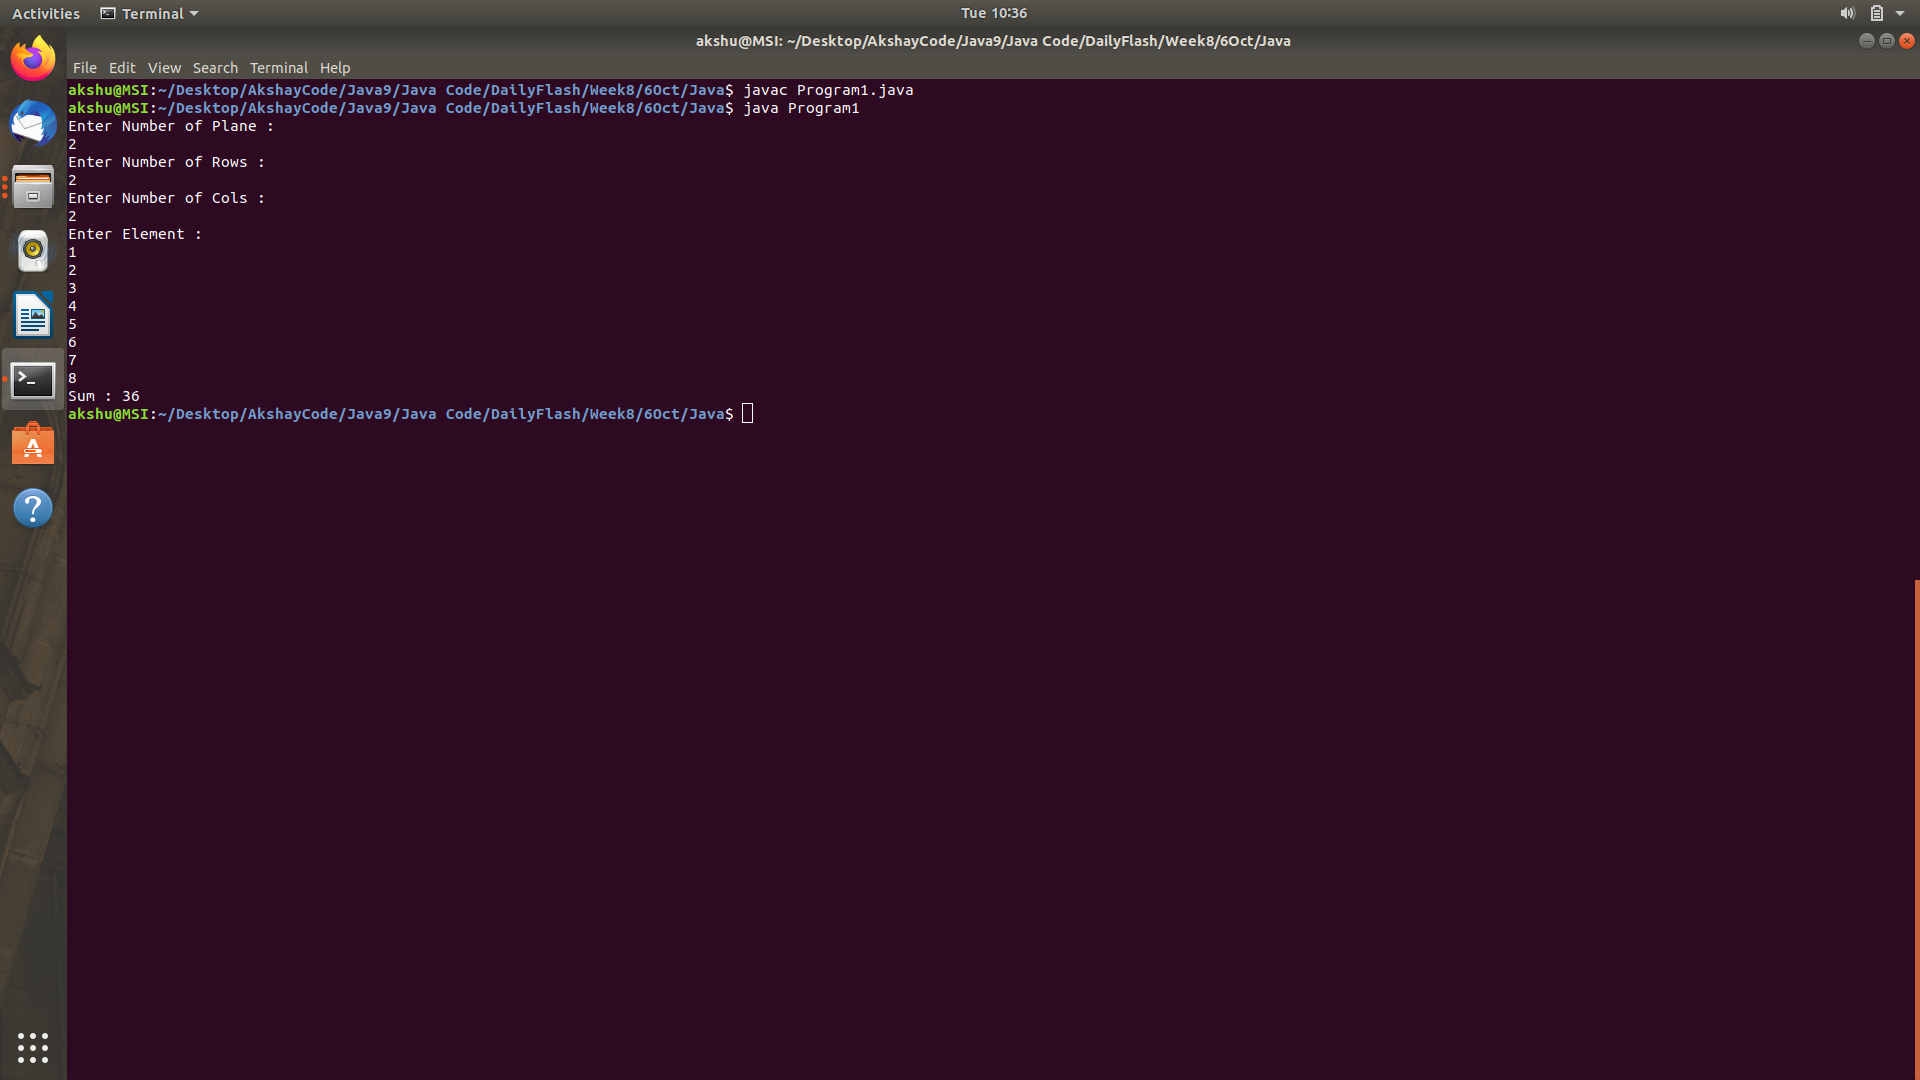 Activities Terminal Tue 10:36
akshu@MSI: ~/Desktop/AkshayCode/Java9/Java Code/DailyFlash/Week8/6Oct/Java
File Edit View Search Terminal Help
akshu@MSI:~/Desktop/AkshayCode/Java9/Java Code/DailyFlash/Week8/6Oct/Java$ javac Program1.java
akshu@MSI:~/Desktop/AkshayCode/Java9/Java Code/DailyFlash/Week8/6Oct/Java$ java Program1
Enter Number of Plane :
2
Enter Number of Rows :
2
Enter Number of Cols :
2
Enter Element :
1
2
3
4
5
6
7
8
Sum : 36
akshu@MSI:~/Desktop/AkshayCode/Java9/Java Code/DailyFlash/Week8/6Oct/Java$